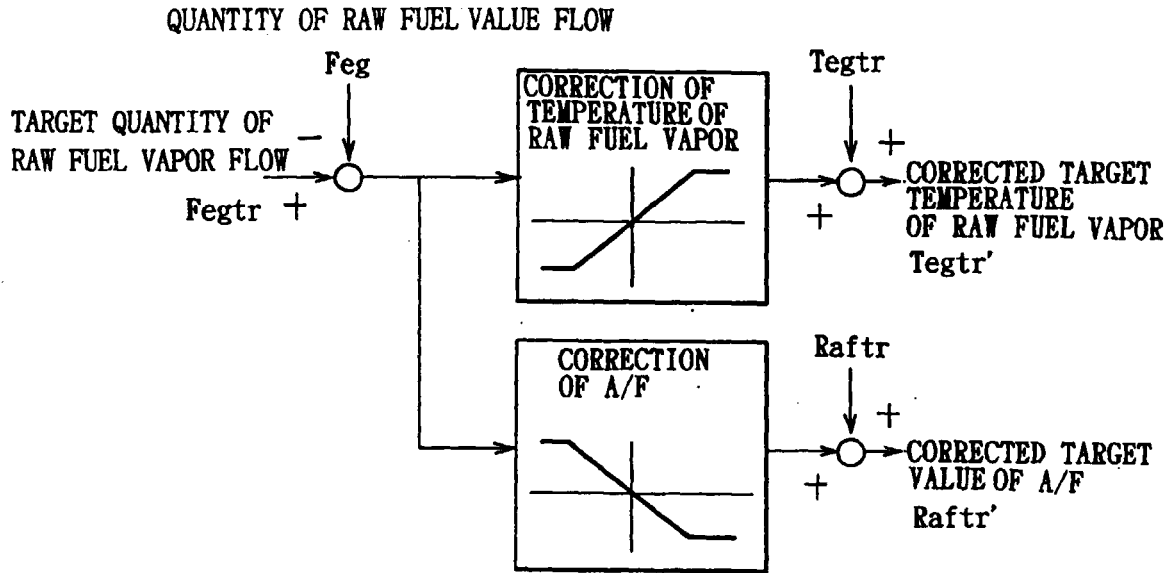 QUANTITY OF RAW FUEL VALUE FLOW
Feg
TARGET QUANTITY OF
RAW FUEL VAPOR FLOW
−
Fegtr +
CORRECTION OF
TEMPERATURE OF
RAW FUEL VAPOR
Tegtr
+
+
CORRECTED TARGET
TEMPERATURE
OF RAW FUEL VAPOR
Tegtr'
CORRECTION
OF A/F
Raftr
+
+
CORRECTED TARGET
VALUE OF A/F
Raftr'